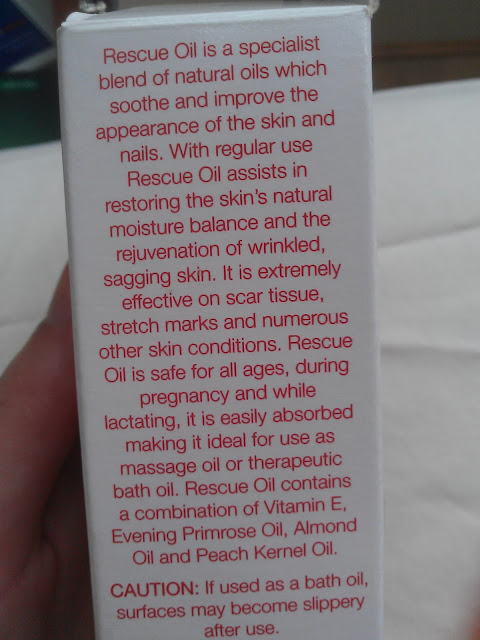 Rescue Oil is a specialist
blend of natural oils which
soothe and improve the
appearance of the skin and
nails. With regular use
Rescue Oil assists in
restoring the skin's natural
moisture balance and the
rejuvenation of wrinkled,
sagging skin. It is extremely
effective on scar tissue,
stretch marks and numerous
other skin conditions. Rescue
Oil is safe for all ages, during
pregnancy and while
lactating, it is easily absorbed
making it ideal for use as
massage oil or therapeutic
bath oil. Rescue Oil contains
a combination of Vitamin E,
Evening Primrose Oil, Almond
Oil and Peach Kernel Oil.
CAUTION: If used as a bath oil,
surfaces may become slippery
after use.